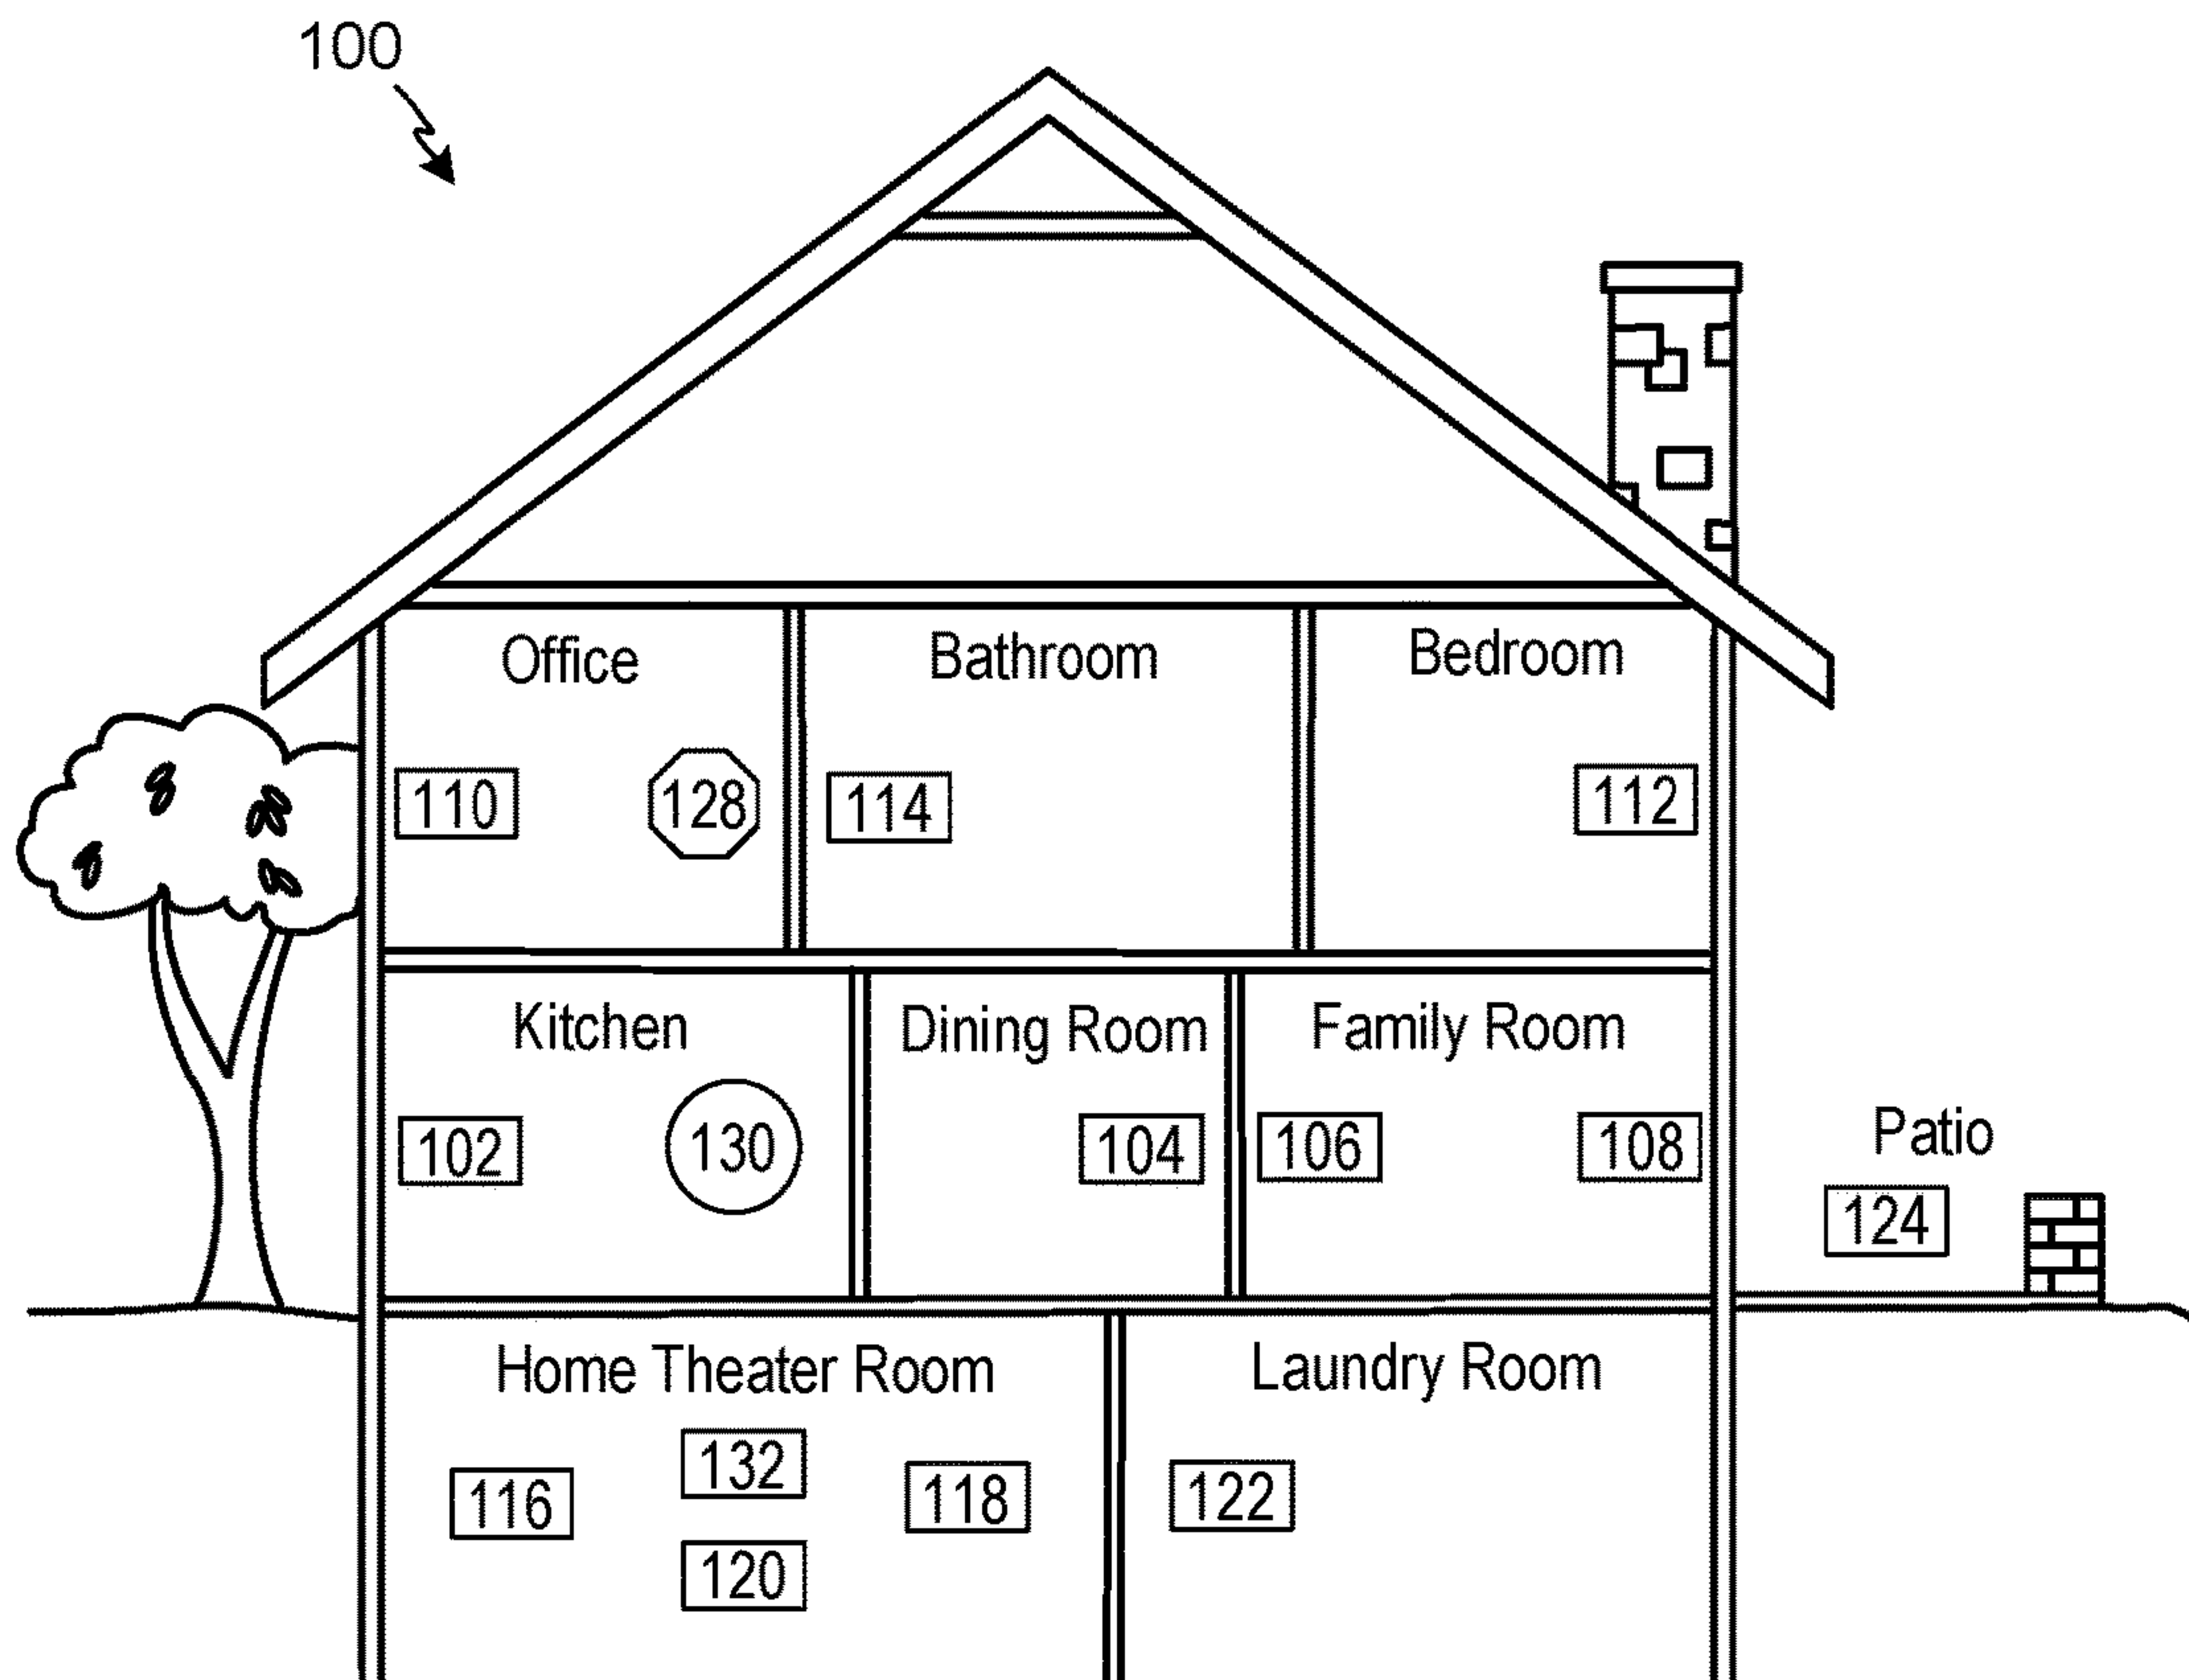 100
Office
Bathroom
Bedroom
110
128
114
112
Kitchen
Dining Room
Family Room
102
130
104
106
108
Patio
124
Home Theater Room
Laundry Room
132
116
118
122
120